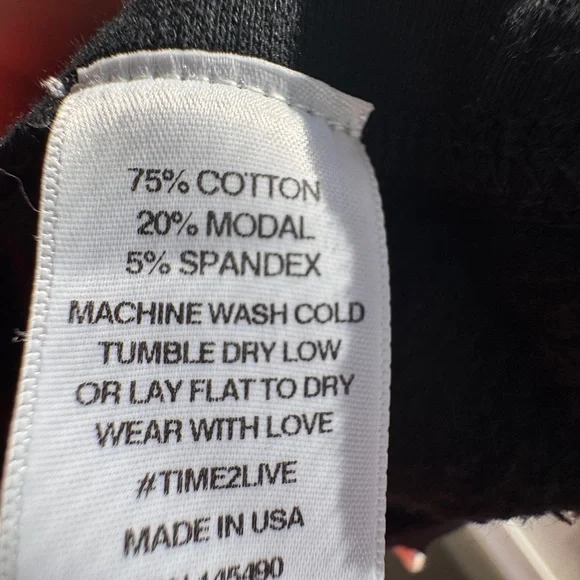 75% COTTON
20% MODAL
5% SPANDEX
MACHINE WASH COLD
TUMBLE DRY LOW
OR LAY FLAT TO DRY
WEAR WITH LOVE
#TIME2LIVE
MADE IN USA
145490